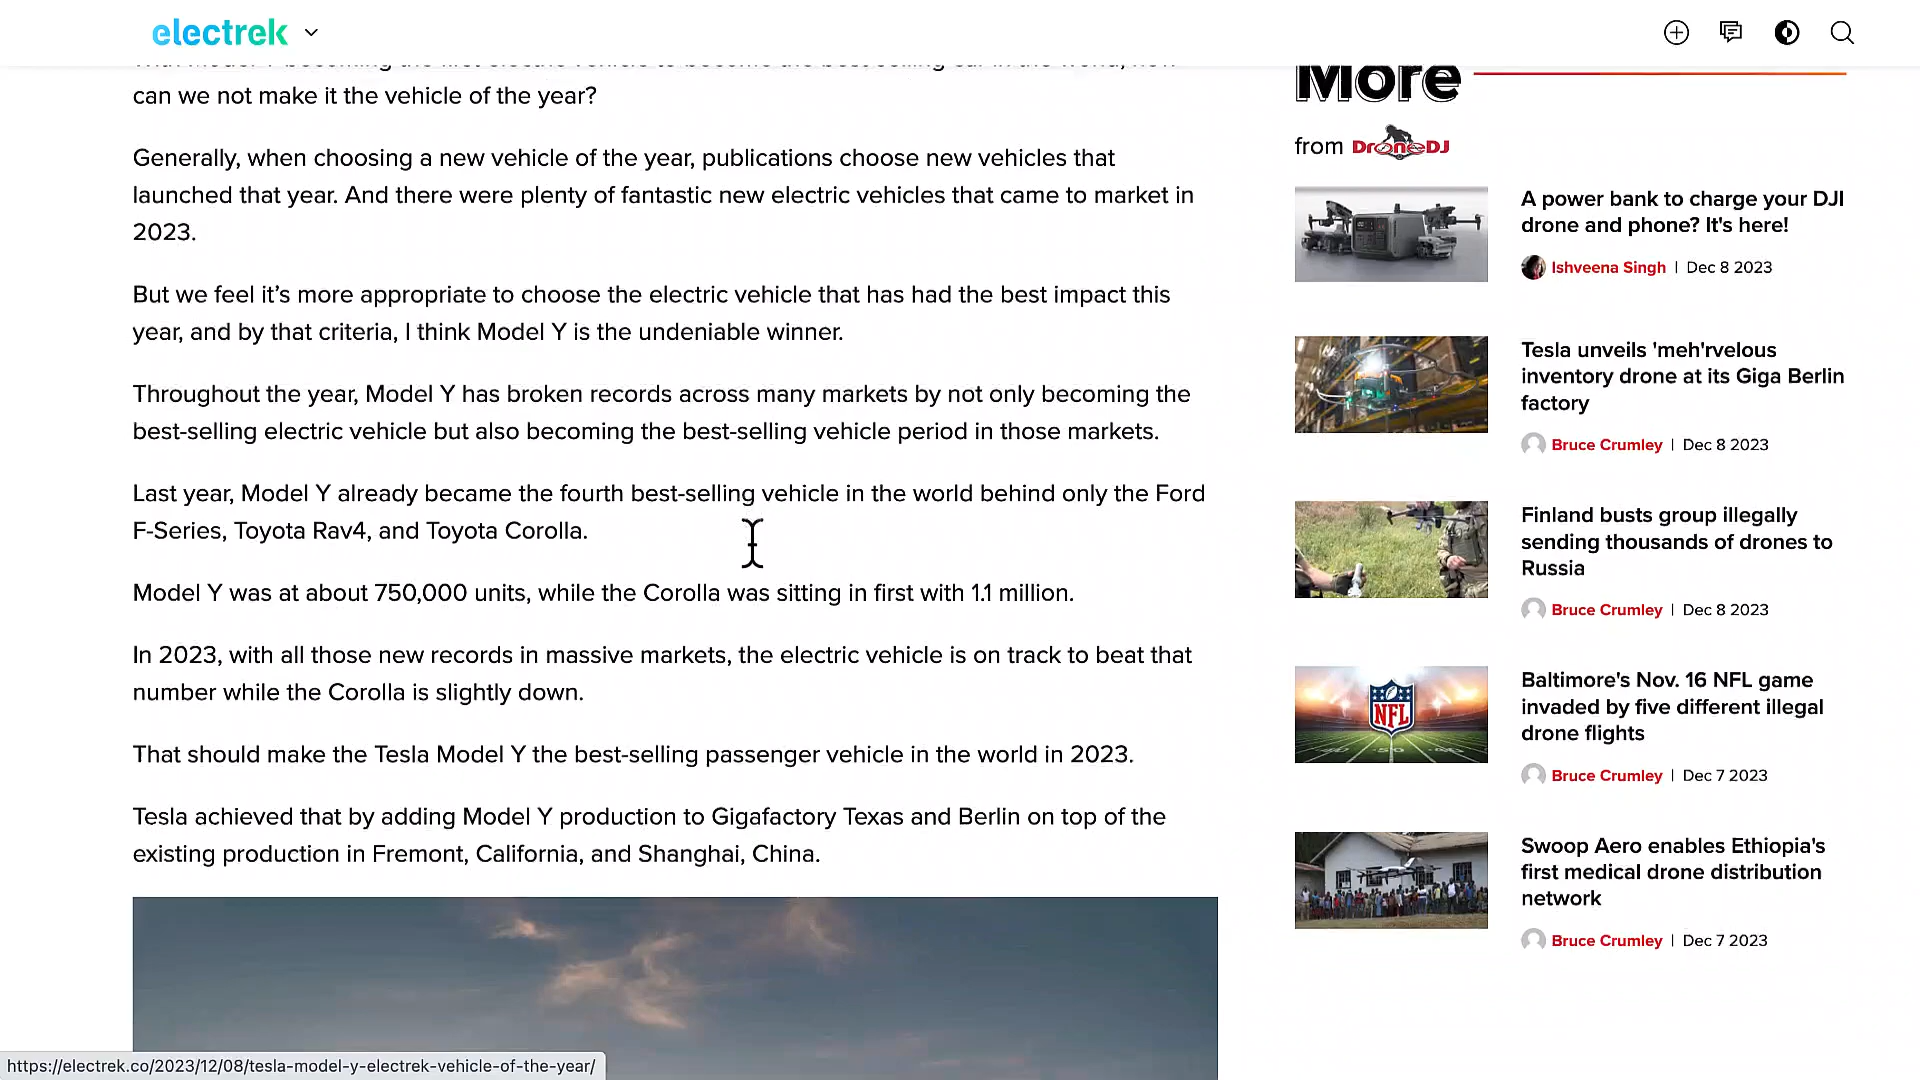 electrek
can we not make it the vehicle of the year?
Generally, when choosing a new vehicle of the year, publications choose new vehicles that
launched that year. And there were plenty of fantastic new electric vehicles that came to market in
2023.
But we feel it’s more appropriate to choose the electric vehicle that has had the best impact this
year, and by that criteria, I think Model Y is the undeniable winner.
Throughout the year, Model Y has broken records across many markets by not only becoming the
best-selling electric vehicle but also becoming the best-selling vehicle period in those markets.
Last year, Model Y already became the fourth best-selling vehicle in the world behind only the Ford
F-Series, Toyota Rav4, and Toyota Corolla.
Model Y was at about 750,000 units, while the Corolla was sitting in first with 1.1 million.
In 2023, with all those new records in massive markets, the electric vehicle is on track to beat that
number while the Corolla is slightly down.
That should make the Tesla Model Y the best-selling passenger vehicle in the world in 2023.
Tesla achieved that by adding Model Y production to Gigafactory Texas and Berlin on top of the
existing production in Fremont, California, and Shanghai, China.
More
from DroneDJ
A power bank to charge your DJI
drone and phone? It's here!
Ishveena Singh | Dec 8 2023
Tesla unveils 'meh'rvelous
inventory drone at its Giga Berlin
factory
Bruce Crumley | Dec 8 2023
Finland busts group illegally
sending thousands of drones to
Russia
Bruce Crumley | Dec 8 2023
NFL
Baltimore's Nov. 16 NFL game
invaded by five different illegal
drone flights
Bruce Crumley | Dec 7 2023
Swoop Aero enables Ethiopia's
first medical drone distribution
network
Bruce Crumley | Dec 7 2023
https://electrek.co/2023/12/08/tesla-model-y-electrek-vehicle-of-the-year/